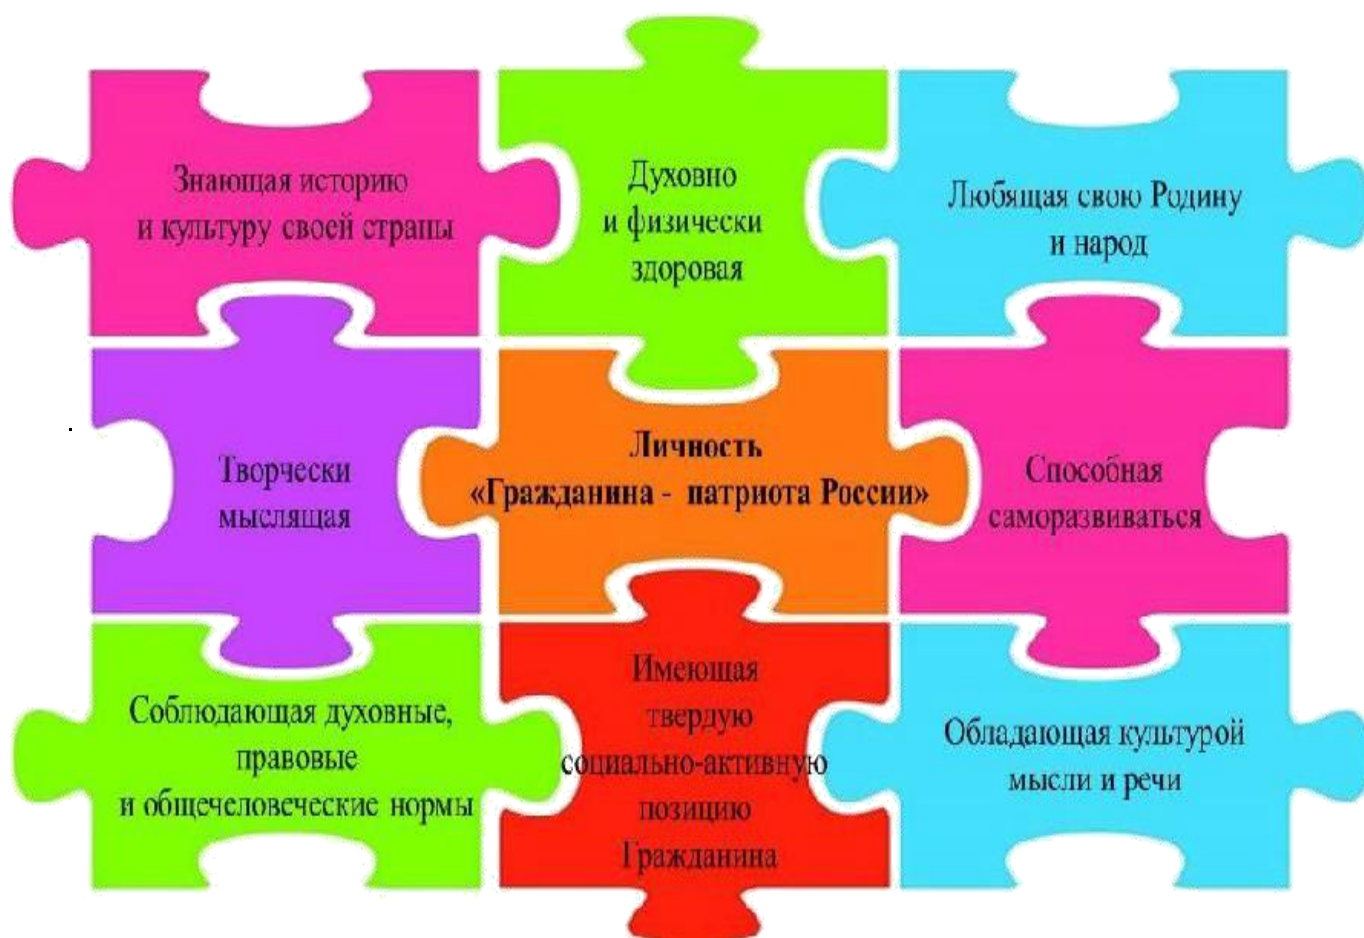 Знающая историю
и культуру своей страны
Духовно
и физически
здоровая
Любящая свою Родину
и народ
Творчески
мыслящая
Личность
«Гражданина - патриота России»
Способная
саморазвиваться
Соблюдающая духовные,
правовые
и общечеловеческие нормы
Имеющая
твердую
социально-активную
позицию
Гражданина
Обладающая культурой
мысли и речи